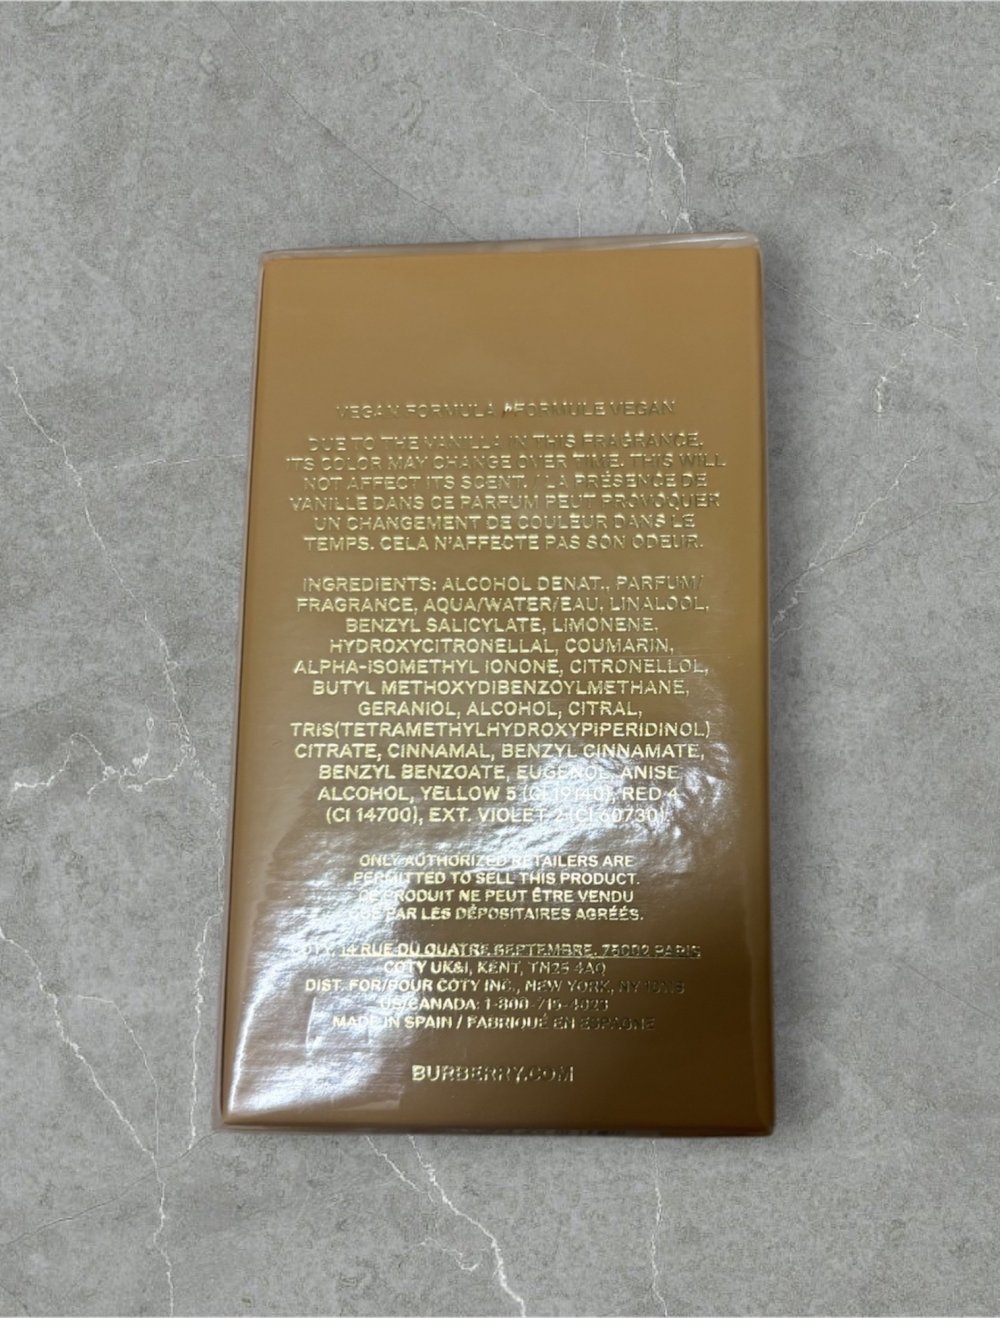 VEGAN FORMULA / FORMULE VEGAN
DUE TO THE VANILLA IN THIS FRAGRANCE.
ITS COLOR MAY CHANGE OVER TIME. THIS WILL
NOT AFFECT ITS SCENT. / LA PRÉSENCE DE
VANILLE DANS CE PARFUM PEUT PROVOQUER
UN CHANGEMENT DE COULEUR DANS LE
TEMPS. CELA N'AFFECTE PAS SON ODEUR.
INGREDIENTS: ALCOHOL DENAT., PARFUM/
FRAGRANCE, AQUA/WATER/EAU, LINALOOL,
BENZYL SALICYLATE, LIMONENE,
HYDROXYCITRONELLAL, COUMARIN,
ALPHA-ISOMETHYL IONONE, CITRONELLOL,
BUTYL METHOXYDIBENZOYLMETHANE,
GERANIOL, ALCOHOL, CITRAL,
TRIS(TETRAMETHYLHYDROXYPIPERIDINOL)
CITRATE, CINNAMAL, BENZYL CINNAMATE,
BENZYL BENZOATE, EUGENOL, ANISE
ALCOHOL, YELLOW 5 (CI 19140), RED 4
(CI 14700), EXT. VIOLET 2 (CI 60730).
ONLY AUTHORIZED RETAILERS ARE
PERMITTED TO SELL THIS PRODUCT.
CE PRODUIT NE PEUT ÊTRE VENDU
QUE PAR LES DÉPOSITAIRES AGRÉÉS.
14 RUE DU QUATRE SEPTEMBRE, 75002 PARIS
COTY UK&I, KENT, TN25 4AQ
DIST. FOR/POUR COTY INC., NEW YORK, NY
US/CANADA: 1-800-715-4023
MADE IN SPAIN / FABRIQUÉ EN ESPAGNE
BURBERRY.COM